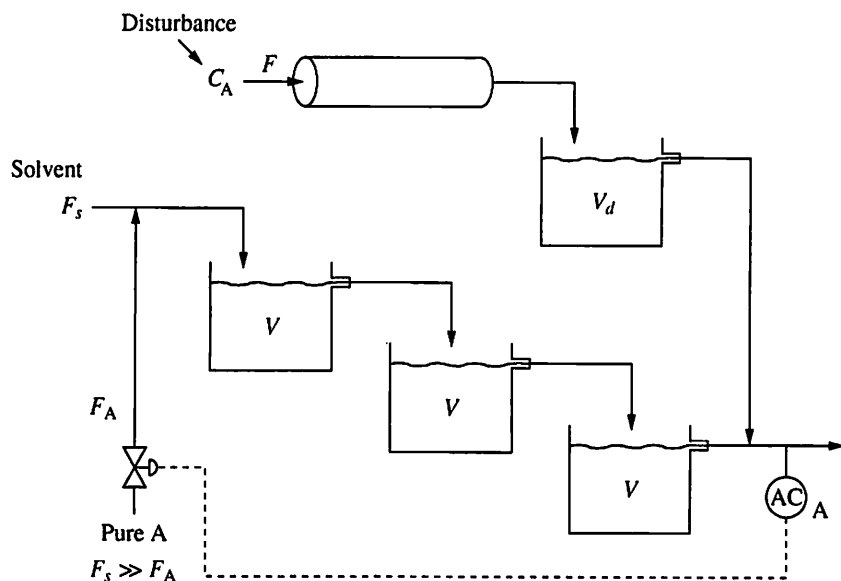 Disturbance
C_A
F
V_d
Solvent
F_s
V
V
V
F_A
AC
A
Pure A
F_s ≫ F_A